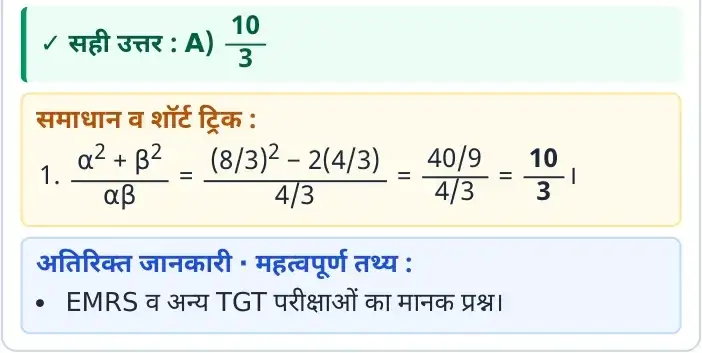 ✓ सही उत्तर : A) 10/3
समाधान व शॉर्ट ट्रिक :
1. (α² + β²)/(αβ) = ((8/3)² – 2(4/3))/(4/3) = (40/9)/(4/3) = 10/3।
अतिरिक्त जानकारी · महत्वपूर्ण तथ्य :
• EMRS व अन्य TGT परीक्षाओं का मानक प्रश्न।